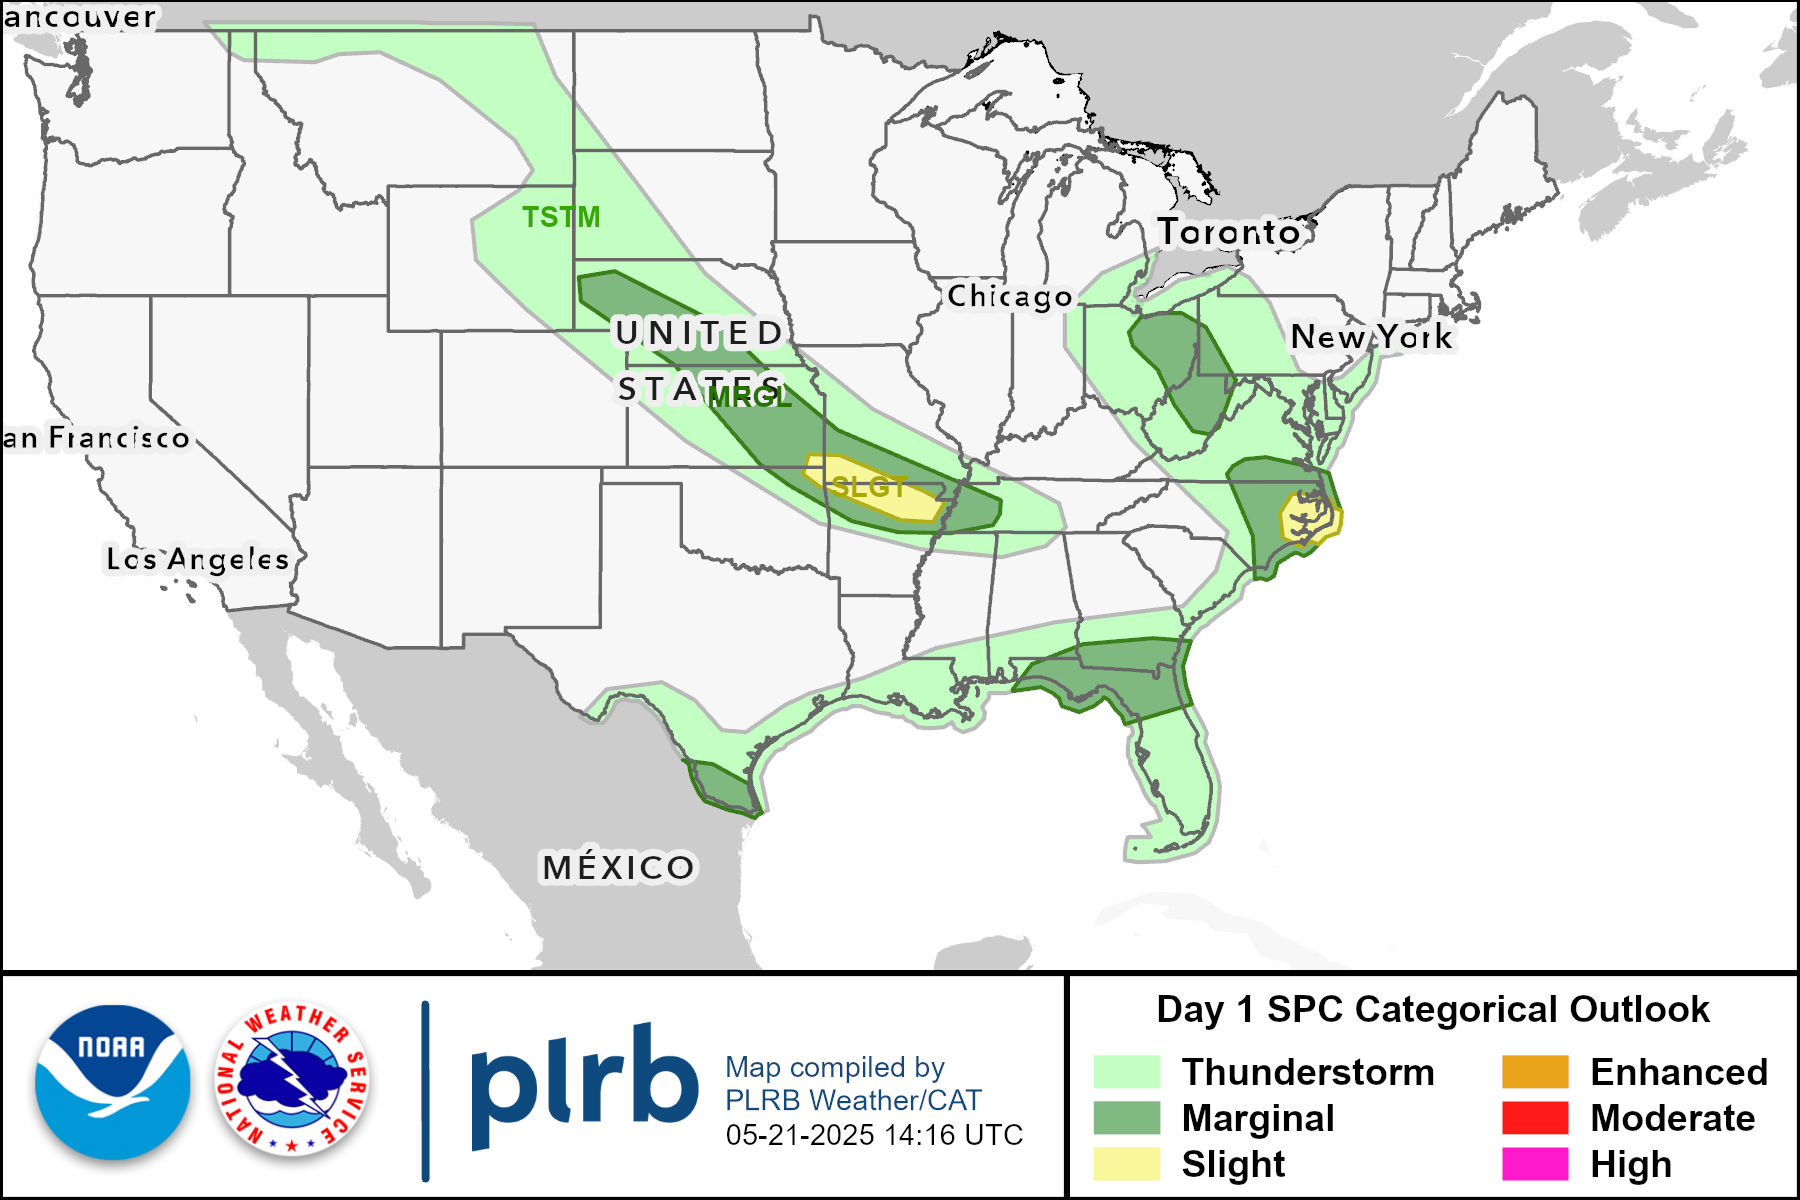 ancouver
TSTM
Toronto
Chicago
UNITED
New York
STATES
MRGL
an Francisco
SLGT
Los Angeles
MÉXICO
NOAA
NATIONAL WEATHER SERVICE
plrb
Map compiled by
PLRB Weather/CAT
05-21-2025 14:16 UTC
Day 1 SPC Categorical Outlook
Thunderstorm
Enhanced
Marginal
Moderate
Slight
High